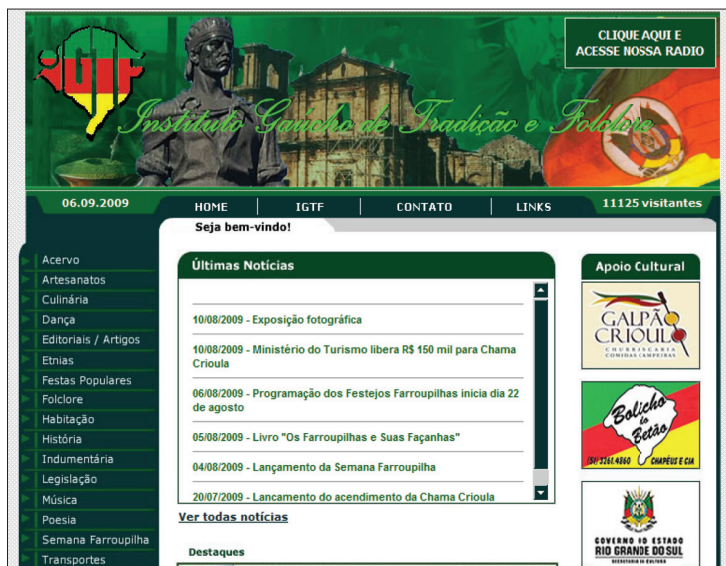 IGTF
CLIQUE AQUI E
ACESSE NOSSA RADIO
Instituto Gaúcho de Tradição e Folclore
06.09.2009
HOME
IGTF
CONTATO
LINKS
11125 visitantes
Seja bem-vindo!
Acervo
Artesanatos
Culinária
Dança
Editoriais / Artigos
Etnias
Festas Populares
Folclore
Habitação
História
Indumentária
Legislação
Música
Poesia
Semana Farroupilha
Transportes
Últimas Notícias
10/08/2009 - Exposição fotográfica
10/08/2009 - Ministério do Turismo libera R$ 150 mil para Chama
Crioula
06/08/2009 - Programação dos Festejos Farroupilhas inicia dia 22
de agosto
05/08/2009 - Livro "Os Farroupilhas e Suas Façanhas"
04/08/2009 - Lançamento da Semana Farroupilha
20/07/2009 - Lancamento do acendimento da Chama Crioula
Ver todas notícias
Destaques
Apoio Cultural
GALPÃO
CRIOULO
CHURRASCARIA
COMIDAS CAMPEIRAS
Bolicho
do
Betão
(51) 3261.4860
CHAPÉUS E CIA
GOVERNO DO ESTADO
RIO GRANDE DO SUL
SECRETARIA DA CULTURA